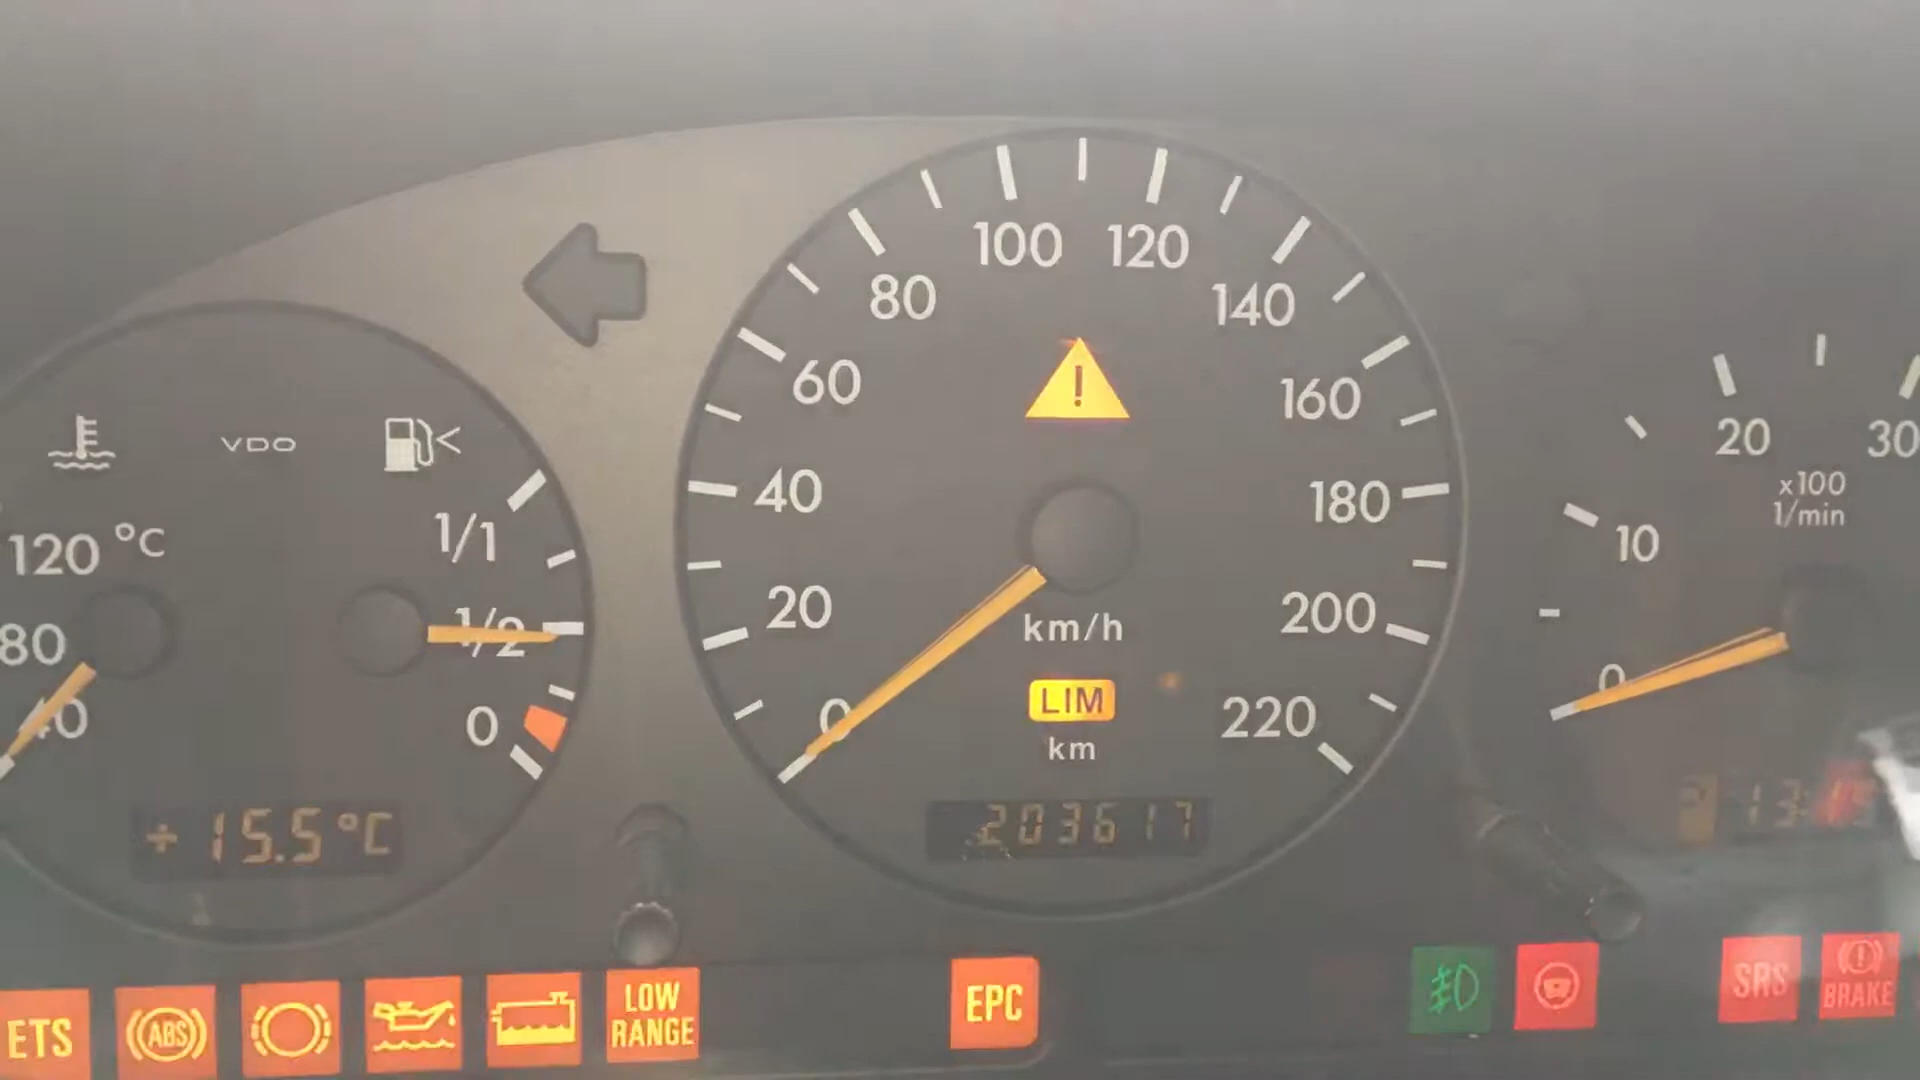 VDO
120 °C
80
40
1/1
1/2
0
+15.5°C
0
20
40
60
80
100
120
140
160
180
200
220
!
km/h
LIM
km
203617
0
10
20
30
x100
1/min
ETS
ABS
LOW
RANGE
EPC
SRS
BRAKE